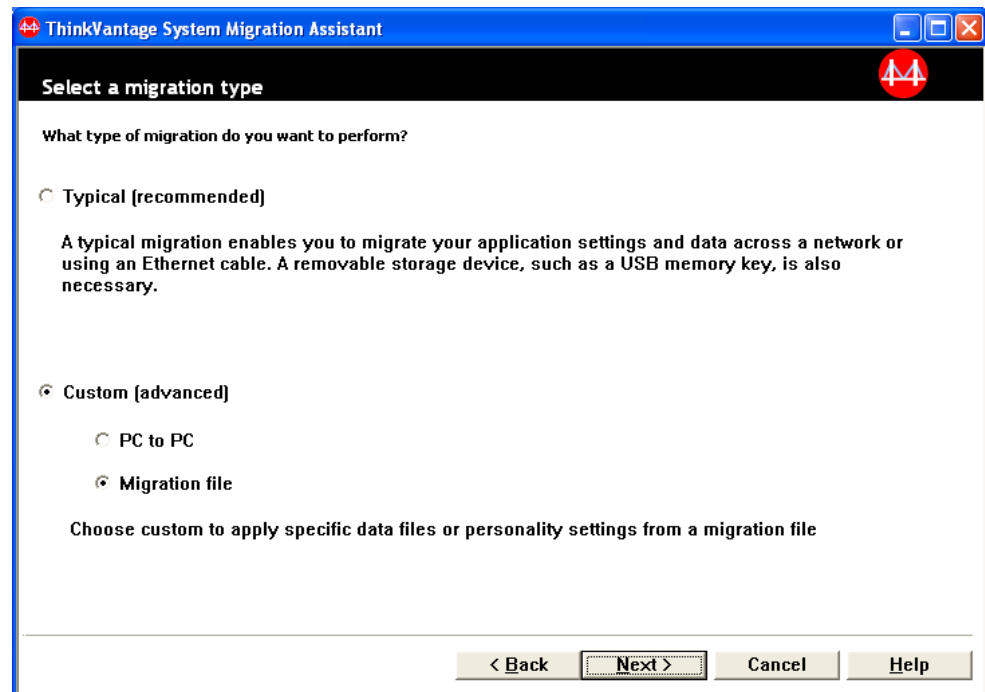 ThinkVantage System Migration Assistant
Select a migration type
What type of migration do you want to perform?
Typical (recommended)
A typical migration enables you to migrate your application settings and data across a network or
using an Ethernet cable. A removable storage device, such as a USB memory key, is also
necessary.
Custom (advanced)
PC to PC
Migration file
Choose custom to apply specific data files or personality settings from a migration file
< Back Next > Cancel Help